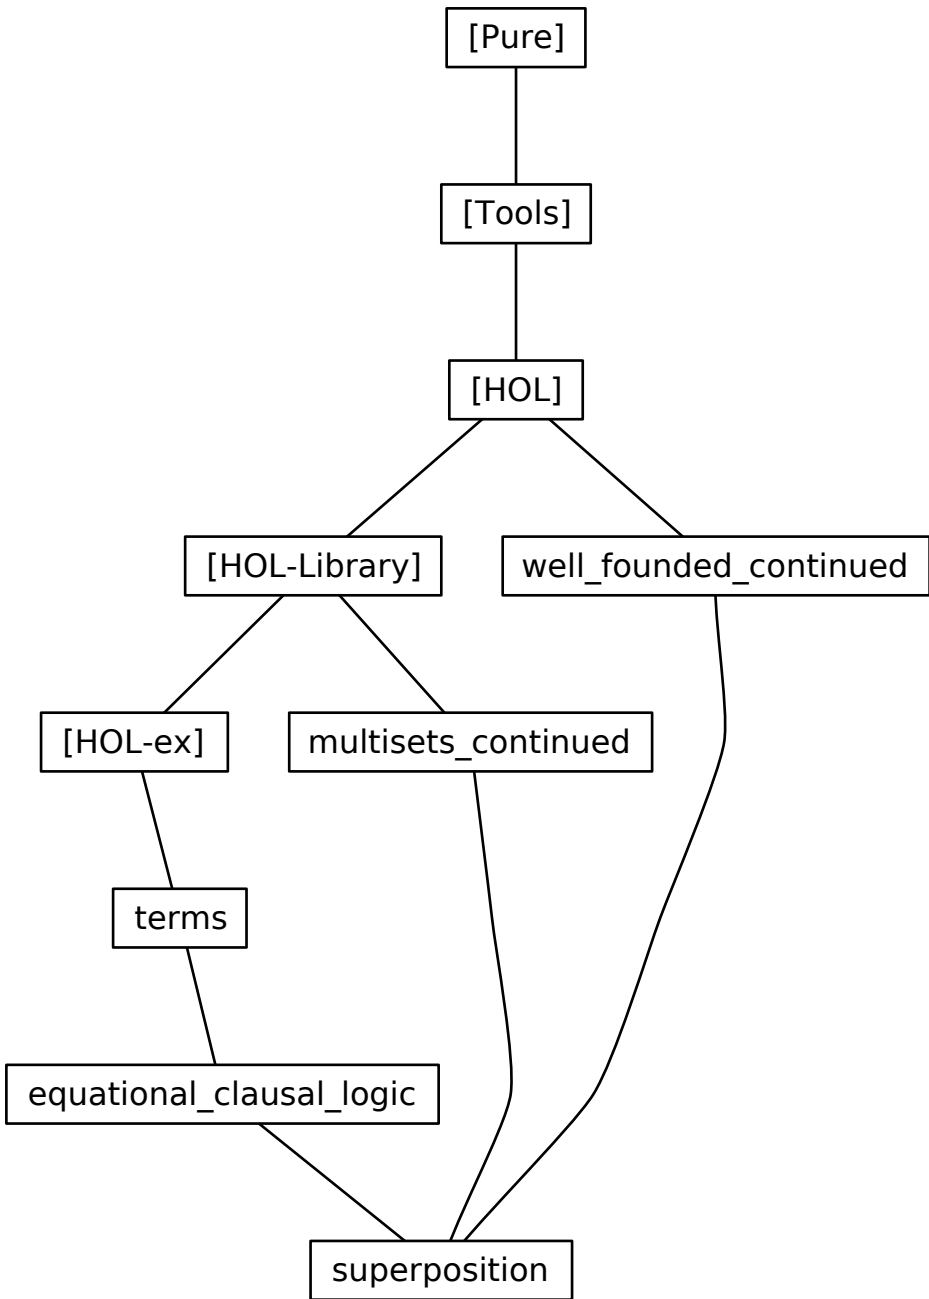 [Pure]
[Tools]
[HOL]
[HOL-Library]
well_founded_continued
[HOL-ex]
multisets_continued
terms
equational_clausal_logic
superposition